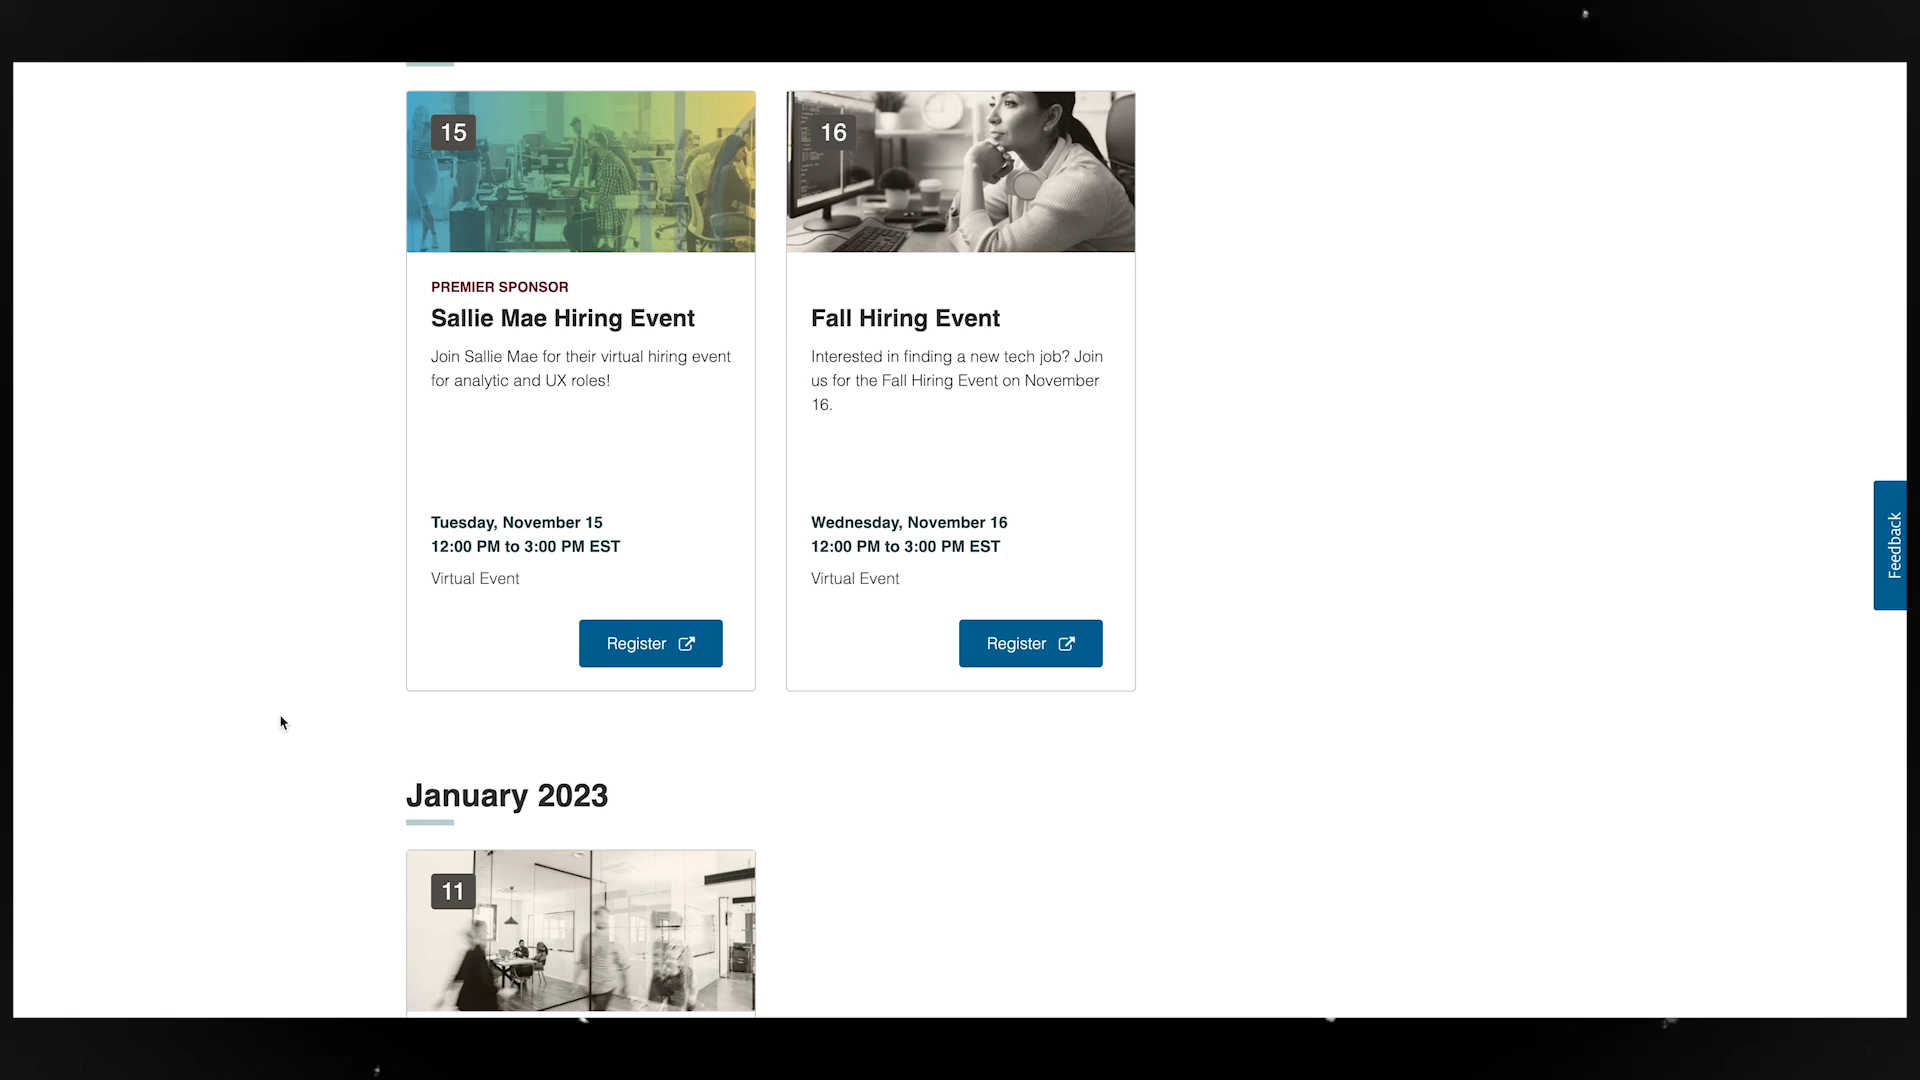 15
PREMIER SPONSOR
Sallie Mae Hiring Event
Join Sallie Mae for their virtual hiring event
for analytic and UX roles!
Tuesday, November 15
12:00 PM to 3:00 PM EST
Virtual Event
Register
16
Fall Hiring Event
Interested in finding a new tech job? Join
us for the Fall Hiring Event on November
16.
Wednesday, November 16
12:00 PM to 3:00 PM EST
Virtual Event
Register
Feedback
January 2023
11